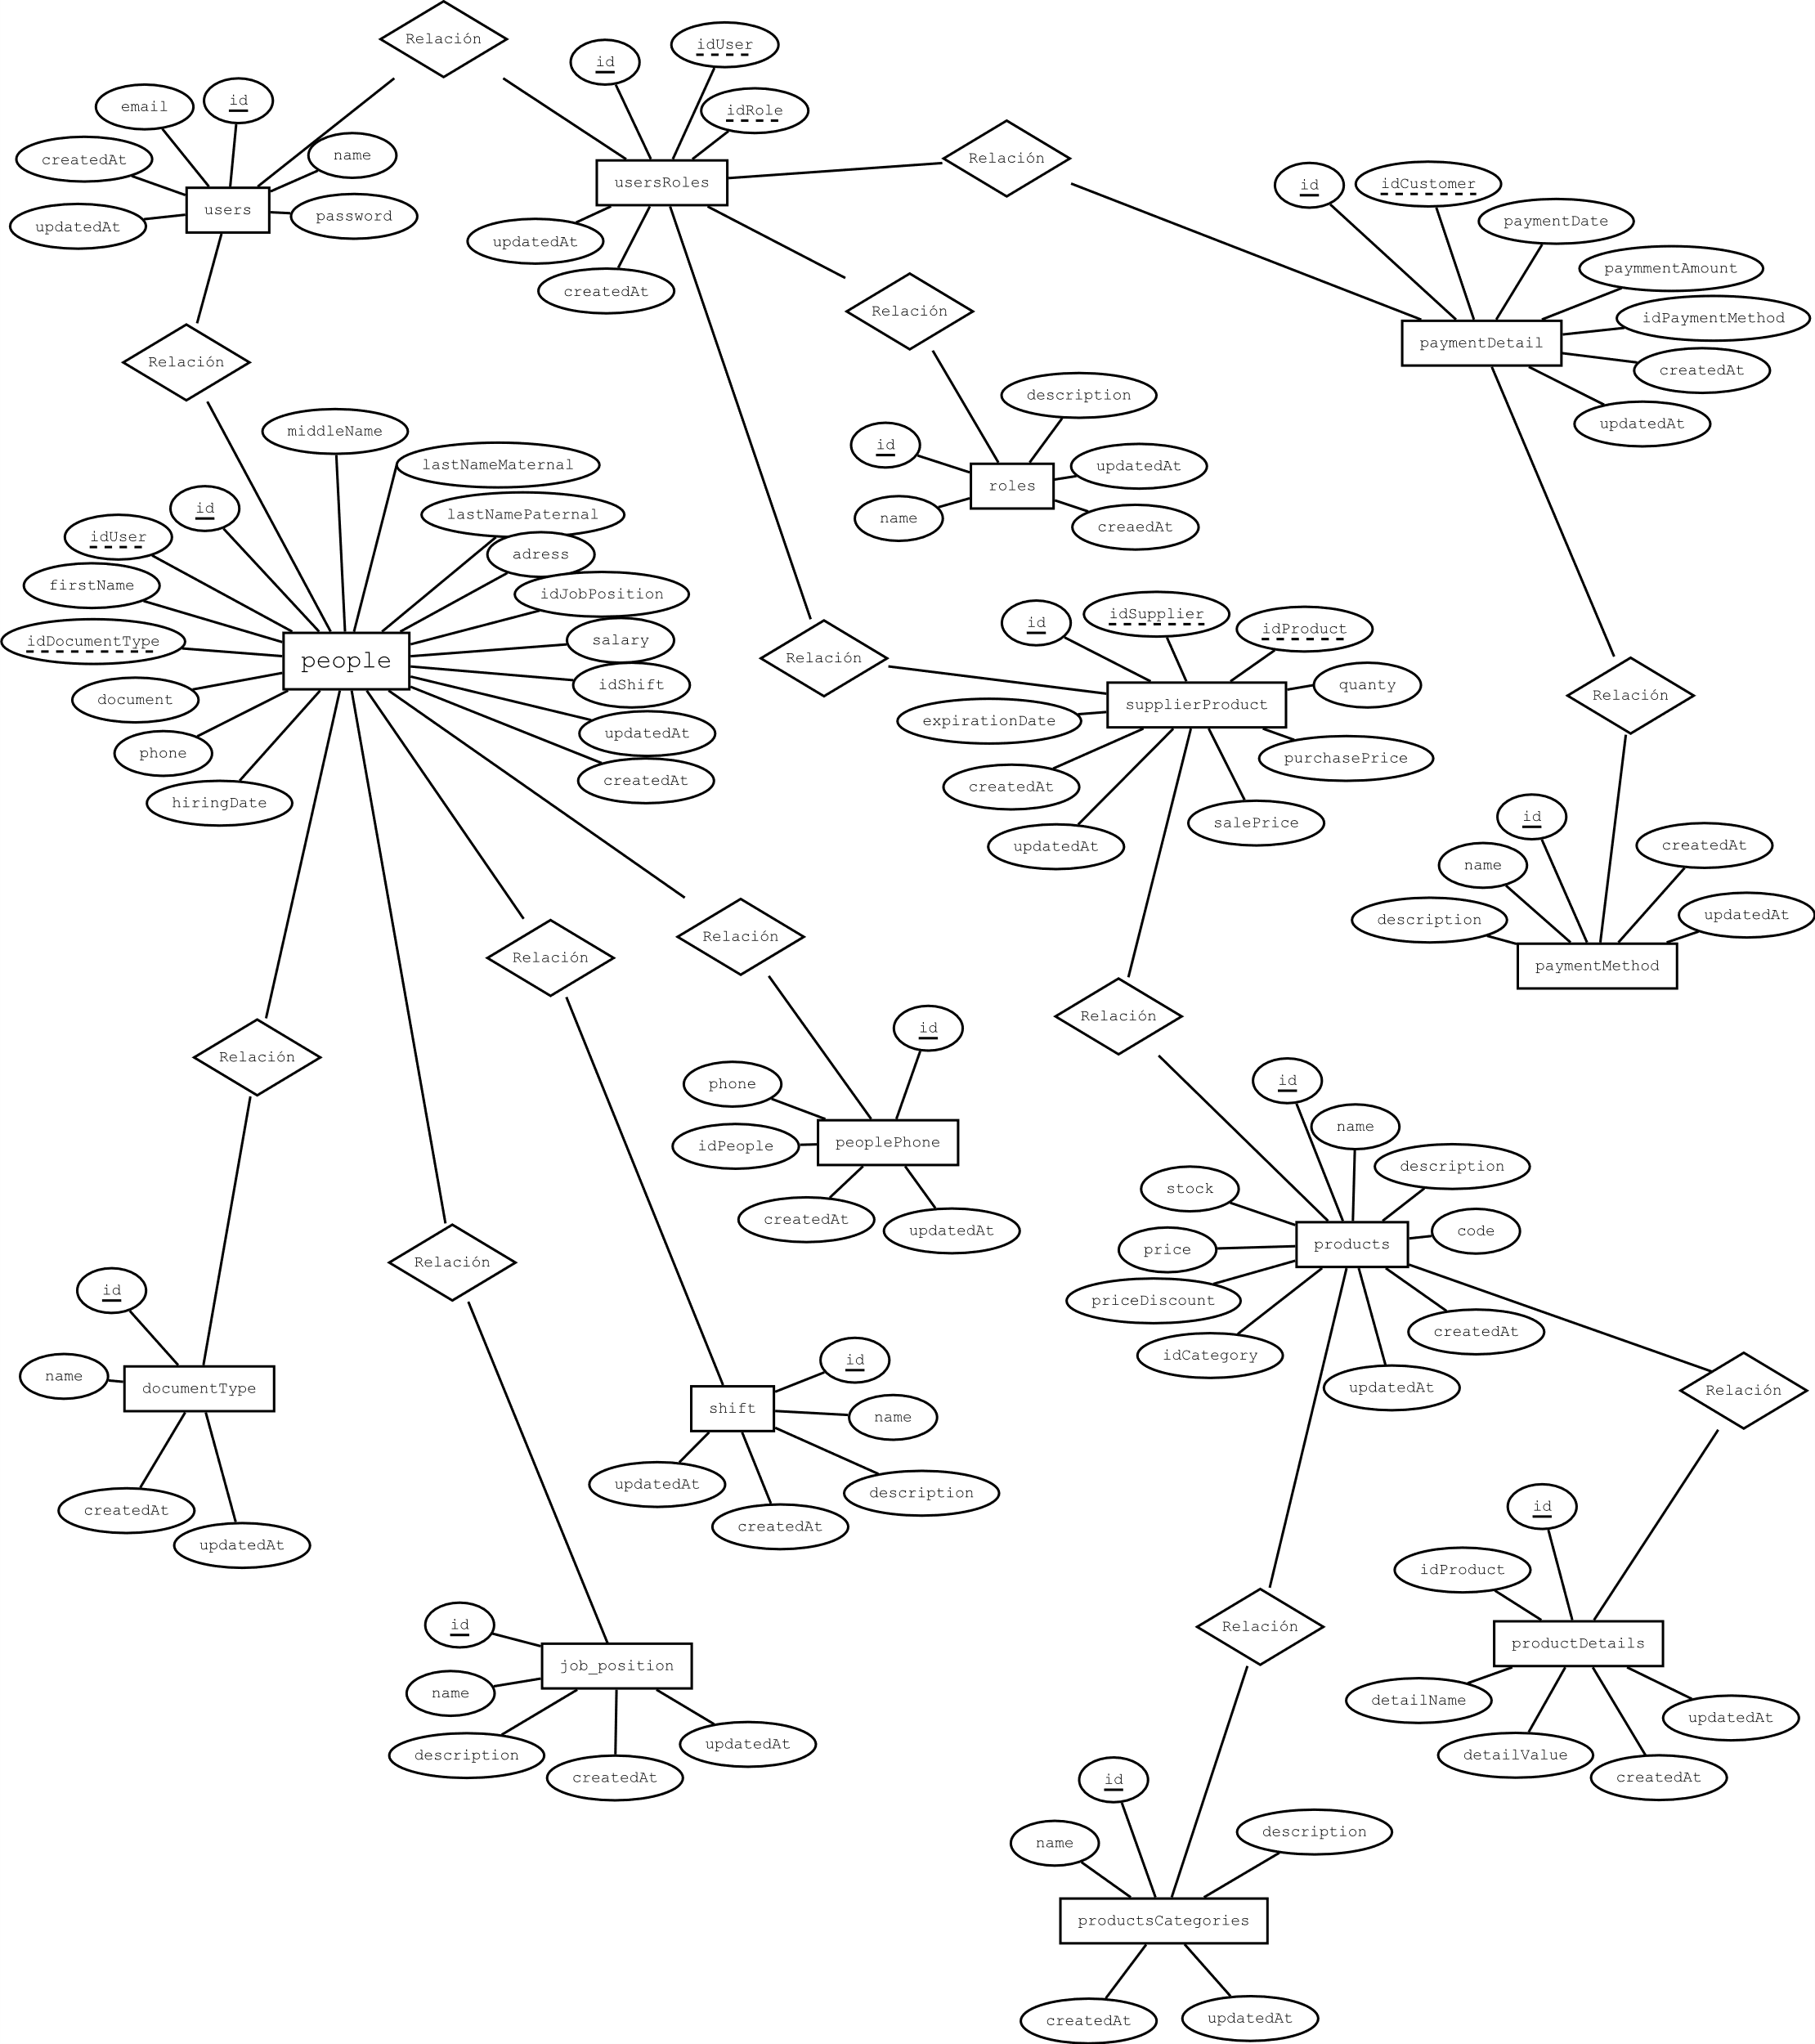 Relación
id
idUser
email
id
idRole
createdAt
name
Relación
usersRoles
id
idCustomer
users
password
paymentDate
updatedAt
updatedAt
paymmentAmount
createdAt
Relación
idPaymentMethod
paymentDetail
Relación
createdAt
description
updatedAt
middleName
id
lastNameMaternal
updatedAt
roles
id
lastNamePaternal
name
creaedAt
idUser
adress
firstName
idJobPosition
id
idSupplier
idProduct
idDocumentType
salary
people
Relación
quanty
idShift
Relación
document
supplierProduct
expirationDate
updatedAt
phone
purchasePrice
createdAt
createdAt
hiringDate
id
salePrice
updatedAt
createdAt
name
updatedAt
description
Relación
Relación
paymentMethod
Relación
id
Relación
phone
id
name
peoplePhone
idPeople
description
stock
createdAt
updatedAt
code
products
price
Relación
id
priceDiscount
createdAt
idCategory
id
name
documentType
updatedAt
Relación
shift
name
updatedAt
description
id
createdAt
createdAt
updatedAt
idProduct
id
Relación
productDetails
job_position
name
detailName
updatedAt
updatedAt
description
detailValue
createdAt
createdAt
id
description
name
productsCategories
createdAt
updatedAt